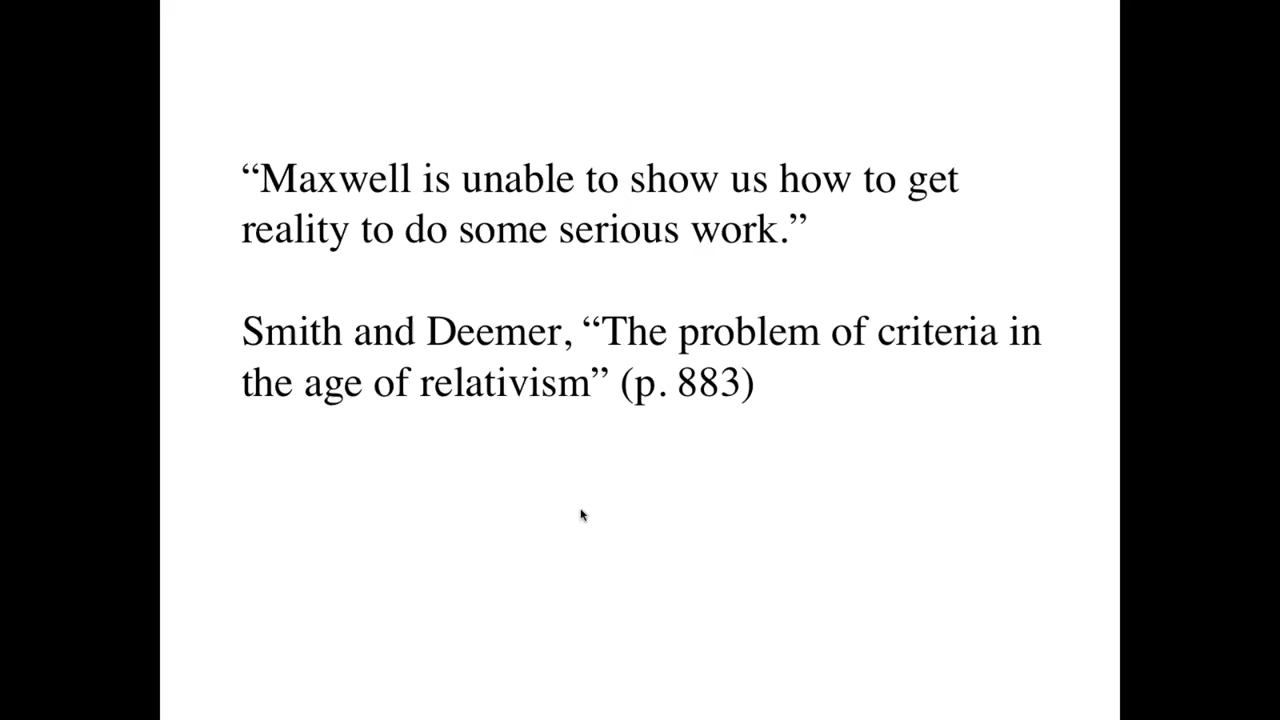 “Maxwell is unable to show us how to get
reality to do some serious work.”
Smith and Deemer, “The problem of criteria in
the age of relativism” (p. 883)